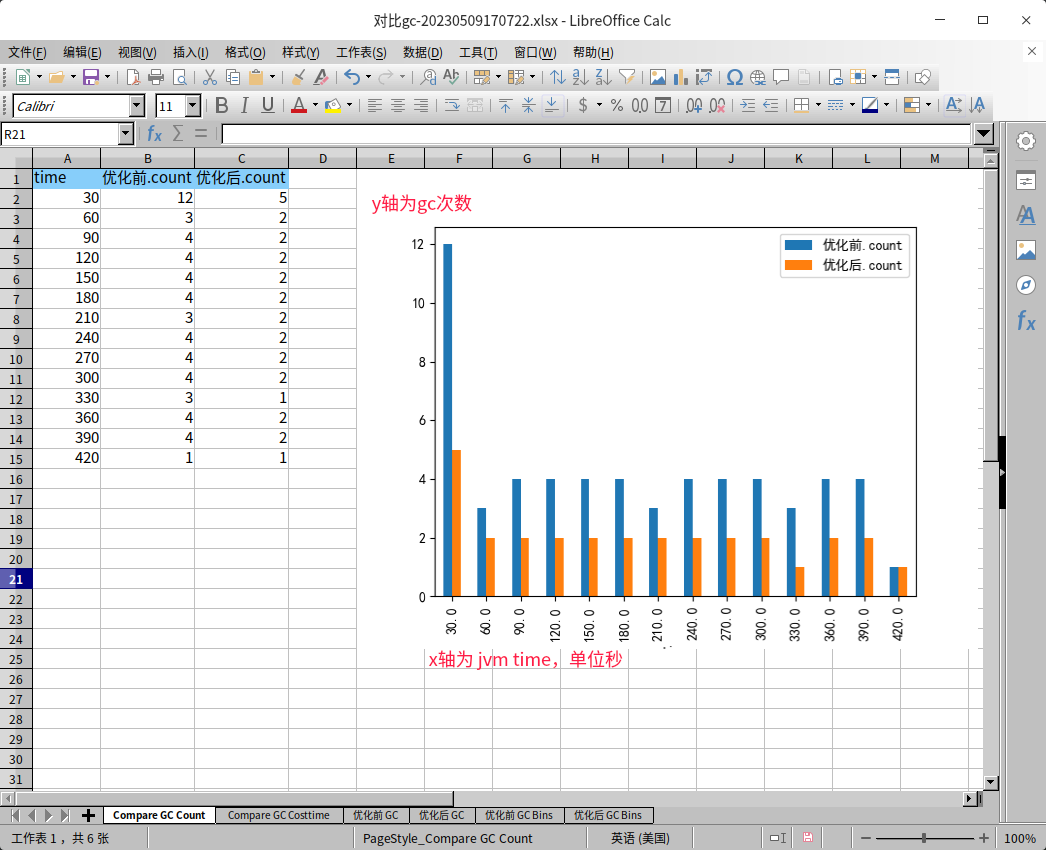 对比gc-20230509170722.xlsx - LibreOffice Calc
文件(F) 编辑(E) 视图(V) 插入(I) 格式(O) 样式(Y) 工作表(S) 数据(D) 工具(T) 窗口(W) 帮助(H)
Calibri 11
R21
A B C D E F G H I J K L M
1 time 优化前.count 优化后.count
2 30 12 5
3 60 3 2
4 90 4 2
5 120 4 2
6 150 4 2
7 180 4 2
8 210 3 2
9 240 4 2
10 270 4 2
11 300 4 2
12 330 3 1
13 360 4 2
14 390 4 2
15 420 1 1
16
17
18
19
20
21
22
23
24
25
26
27
28
29
30
31
y轴为gc次数
优化前.count
优化后.count
12
10
8
6
4
2
0
30.0 60.0 90.0 120.0 150.0 180.0 210.0 240.0 270.0 300.0 330.0 360.0 390.0 420.0
x轴为 jvm time，单位秒
Compare GC Count Compare GC Costtime 优化前 GC 优化后 GC 优化前 GC Bins 优化后 GC Bins
工作表 1 ，共 6 张 PageStyle_Compare GC Count 英语 (美国) 100%